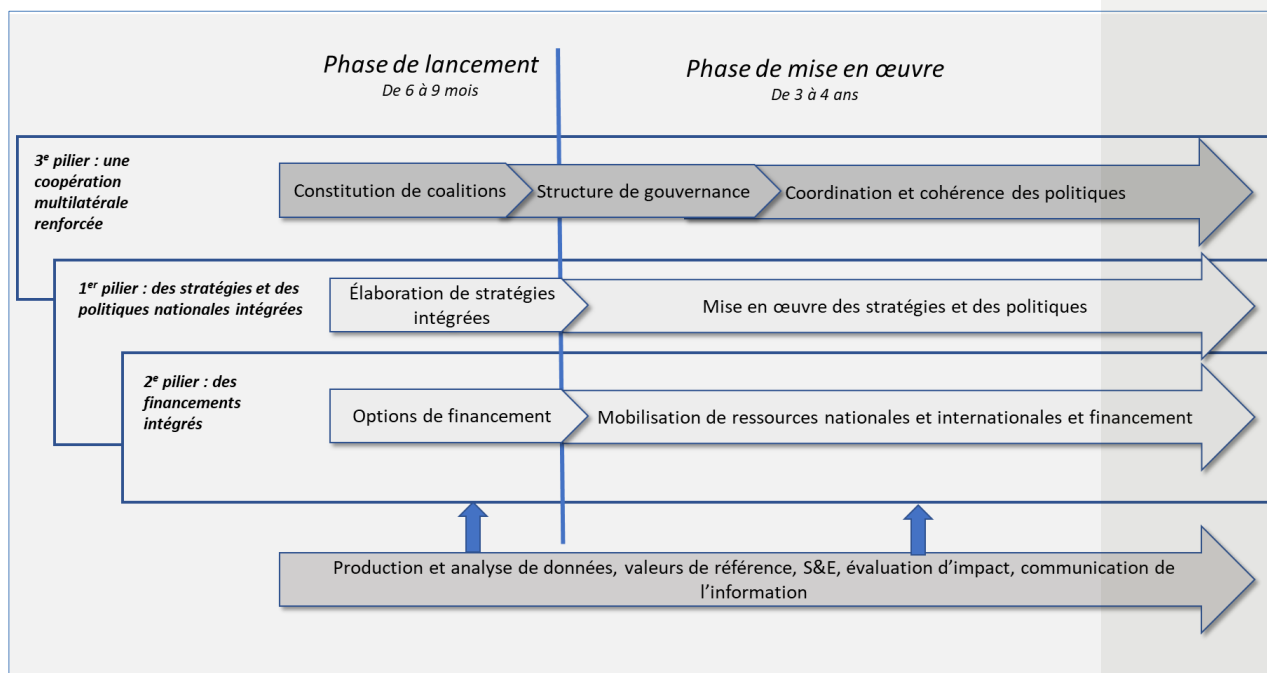 Phase de lancement
De 6 à 9 mois
Phase de mise en œuvre
De 3 à 4 ans
3e pilier : une
coopération
multilatérale
renforcée
Constitution de coalitions
Structure de gouvernance
Coordination et cohérence des politiques
1er pilier : des stratégies et des
politiques nationales intégrées
Élaboration de stratégies
intégrées
Mise en œuvre des stratégies et des politiques
2e pilier : des
financements
intégrés
Options de financement
Mobilisation de ressources nationales et internationales et financement
Production et analyse de données, valeurs de référence, S&E, évaluation d’impact, communication de
l’information